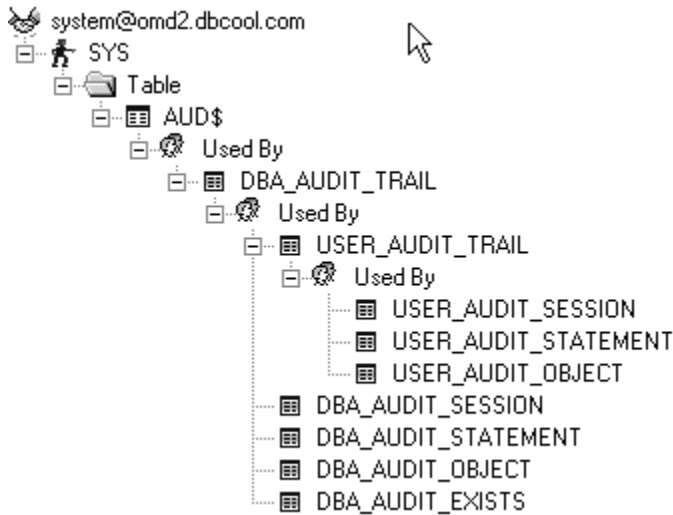 system@omd2.dbcool.com
SYS
Table
AUD$
Used By
DBA_AUDIT_TRAIL
Used By
USER_AUDIT_TRAIL
Used By
USER_AUDIT_SESSION
USER_AUDIT_STATEMENT
USER_AUDIT_OBJECT
DBA_AUDIT_SESSION
DBA_AUDIT_STATEMENT
DBA_AUDIT_OBJECT
DBA_AUDIT_EXISTS